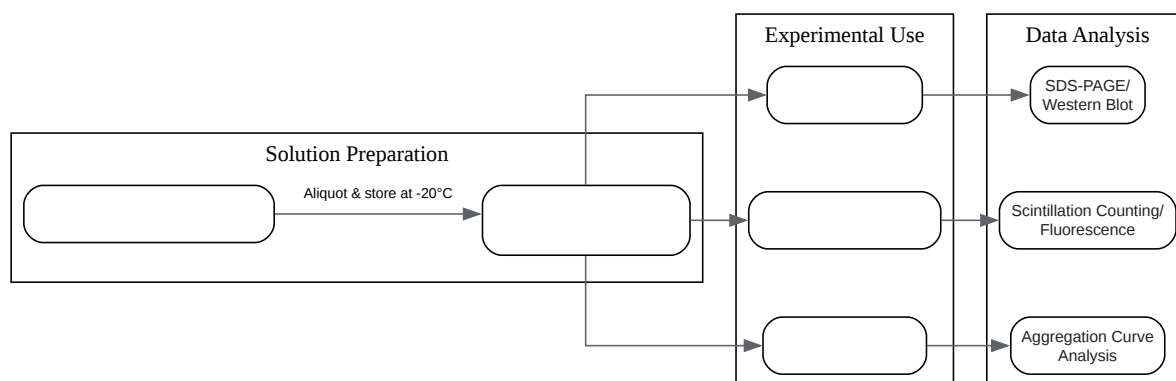 Experimental Use
Data Analysis
SDS-PAGE/
Western Blot
Solution Preparation
Aliquot & store at -20°C
Scintillation Counting/
Fluorescence
Aggregation Curve
Analysis